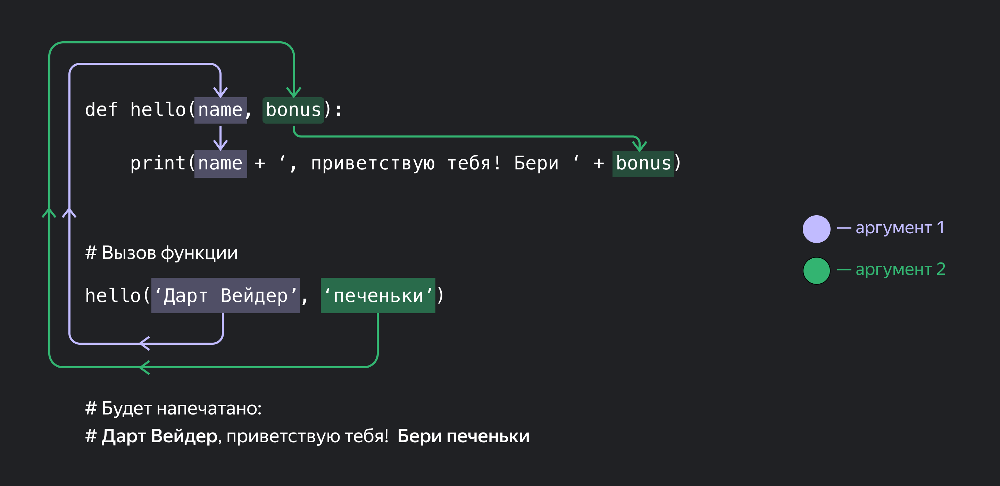 def hello(name, bonus):
print(name + ‘, приветствую тебя! Бери ‘ + bonus)
# Вызов функции
hello(‘Дарт Вейдер’, ‘печеньки’)
— аргумент 1
— аргумент 2
# Будет напечатано:
# Дарт Вейдер, приветствую тебя! Бери печеньки